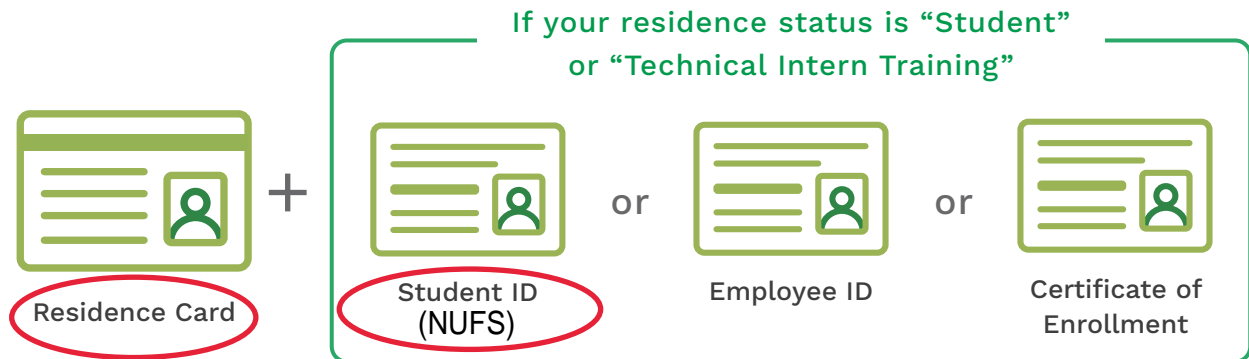 If your residence status is “Student”
or “Technical Intern Training”
+
or
or
Residence Card
Student ID
(NUFS)
Employee ID
Certificate of
Enrollment